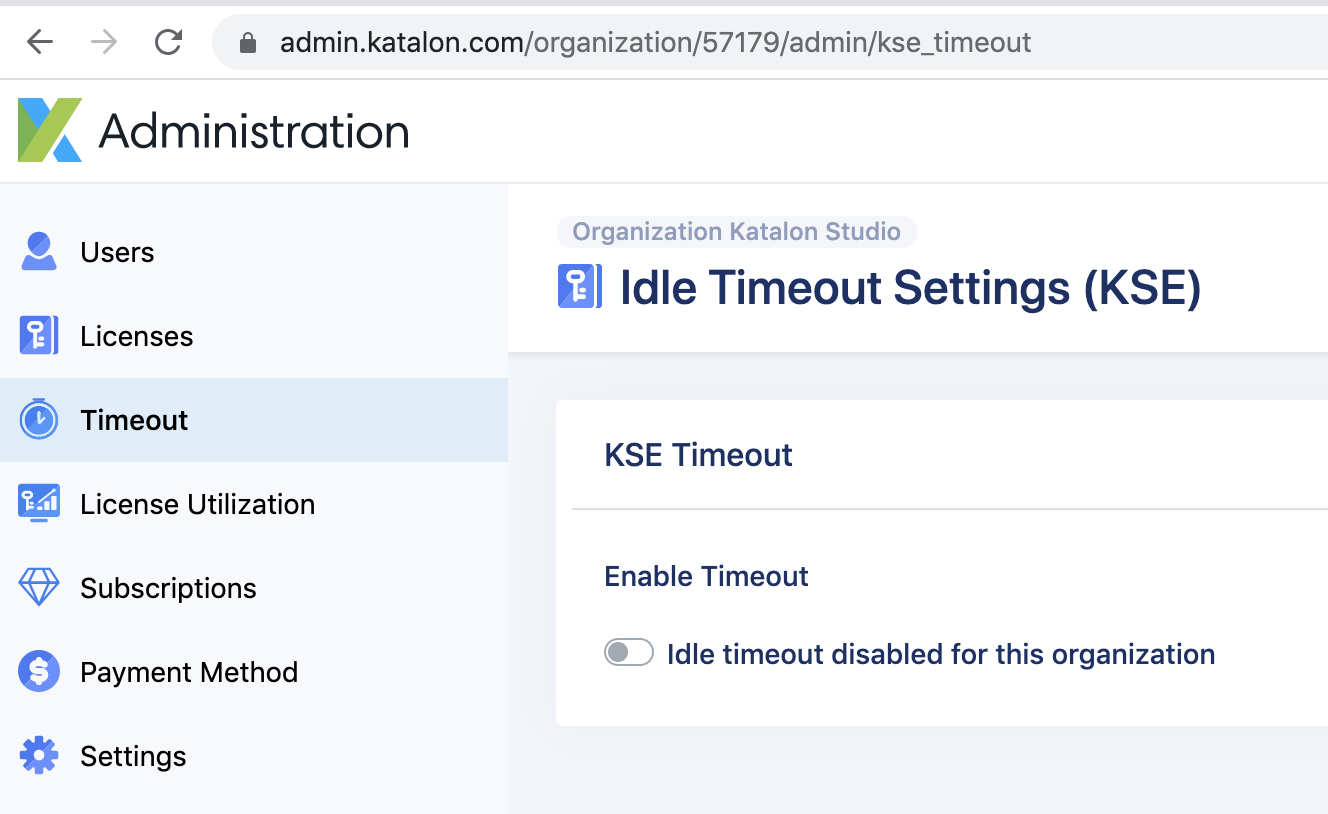 admin.katalon.com/organization/57179/admin/kse_timeout
Administration
Users
Licenses
Timeout
License Utilization
Subscriptions
Payment Method
Settings
Organization Katalon Studio
Idle Timeout Settings (KSE)
KSE Timeout
Enable Timeout
Idle timeout disabled for this organization